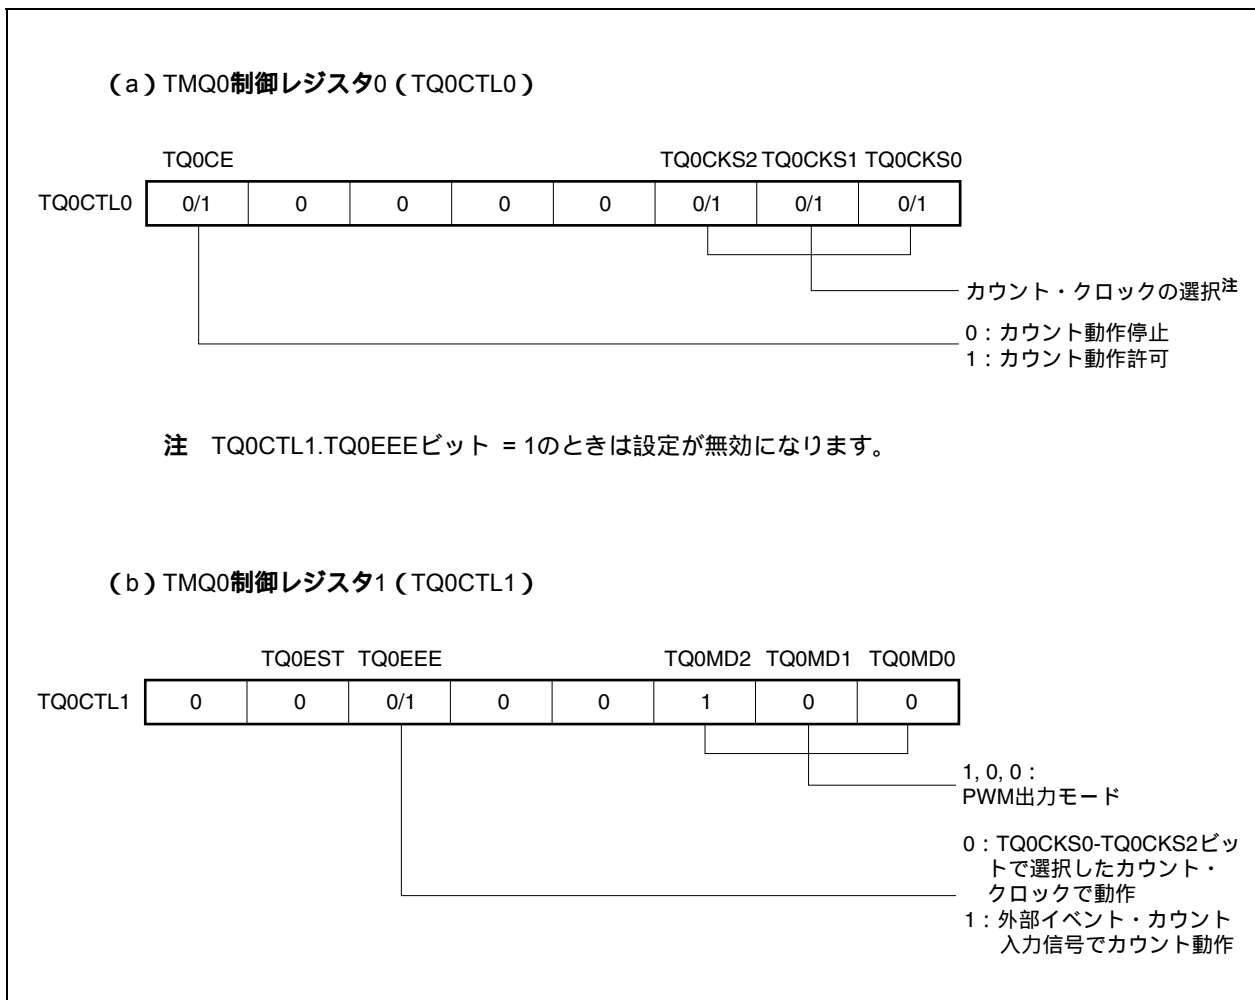 (a)TMQ0制御レジスタ0(TQ0CTL0)
TQ0CE TQ0CKS2 TQ0CKS1 TQ0CKS0
TQ0CTL0 0/1 0 0 0 0 0/1 0/1 0/1
カウント・クロックの選択注
0:カウント動作停止
1:カウント動作許可
注 TQ0CTL1.TQ0EEEビット = 1のときは設定が無効になります。
(b)TMQ0制御レジスタ1(TQ0CTL1)
TQ0EST TQ0EEE TQ0MD2 TQ0MD1 TQ0MD0
TQ0CTL1 0 0 0/1 0 0 1 0 0
1, 0, 0:
PWM出力モード
0:TQ0CKS0-TQ0CKS2ビッ
トで選択したカウント・
クロックで動作
1:外部イベント・カウント
入力信号でカウント動作